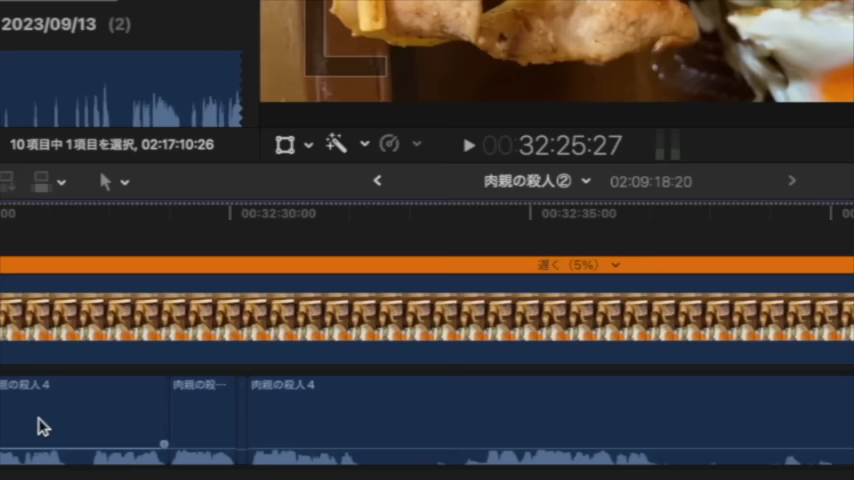 2023/09/13 (2)
10項目中1項目を選択, 02:17:10:26
00:32:25:27
肉親の殺人② 02:09:18:20
00
00:32:30:00
00:32:35:00
遅く (5%)
親の殺人4
肉親の殺…
肉親の殺人4